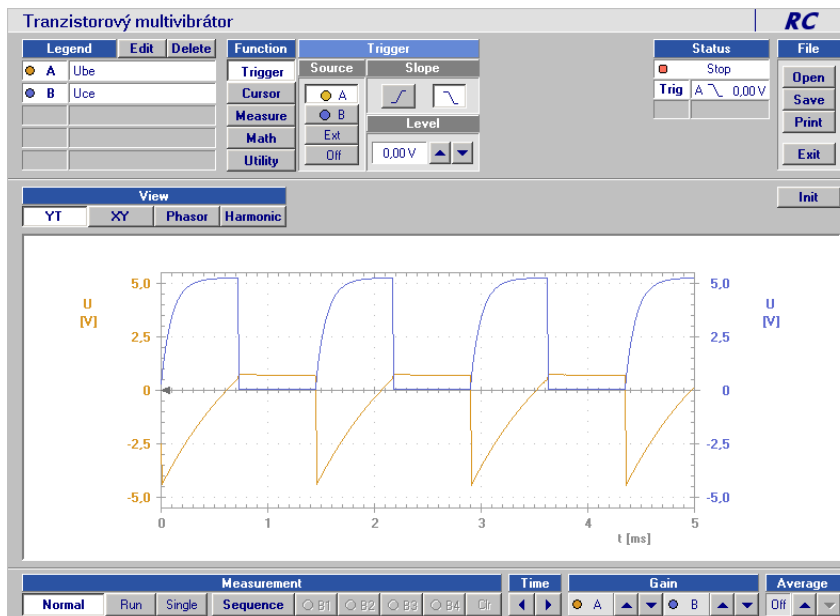 Tranzistorový multivibrátor RC
Legend Edit Delete
A Ube
B Uce
Function
Trigger
Cursor
Measure
Math
Utility
Trigger
Source Slope
A
B
Ext
Off
Level
0,00 V
Status
Stop
Trig A 0,00 V
File
Open
Save
Print
Exit
View
YT XY Phasor Harmonic
Init
U
[V]
5,0
2,5
0
-2,5
-5,0
0 1 2 3 4 5
t [ms]
5,0
2,5
0
-2,5
-5,0
U
[V]
Measurement
Normal Run Single Sequence B1 B2 B3 B4 Clr
Time
Gain
A B
Average
Off